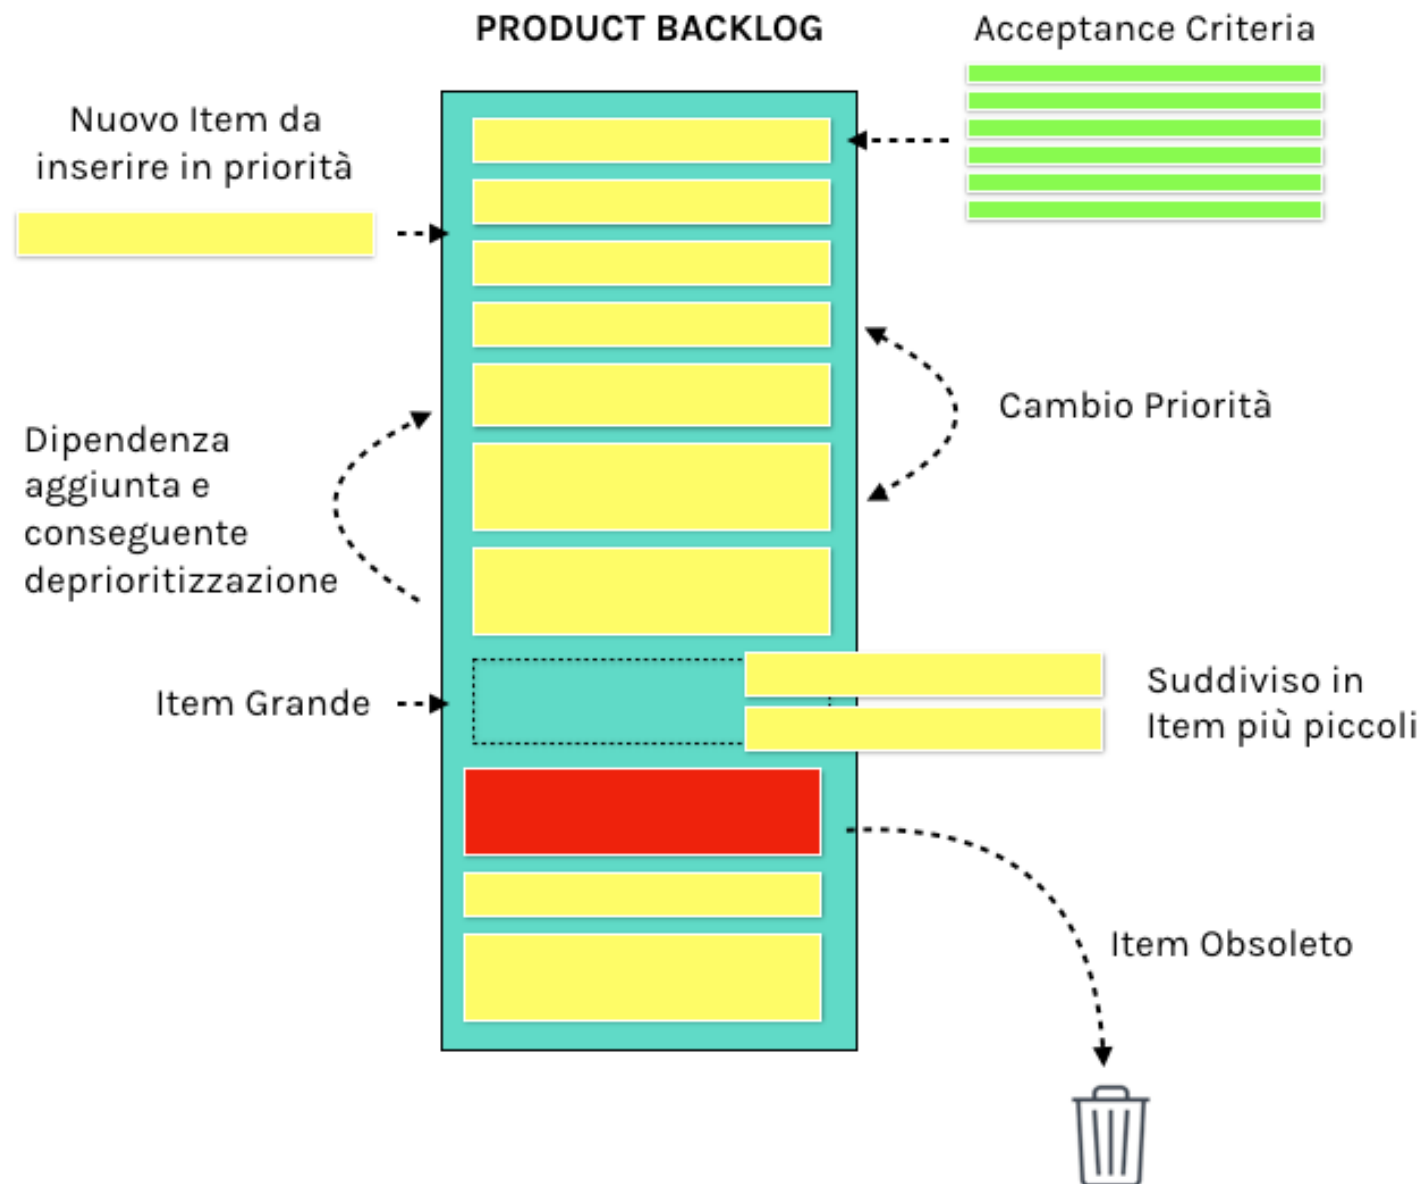 PRODUCT BACKLOG
Acceptance Criteria
Nuovo Item da
inserire in priorità
Cambio Priorità
Dipendenza
aggiunta e
conseguente
deprioritizzazione
Item Grande
Suddiviso in
Item più piccoli
Item Obsoleto